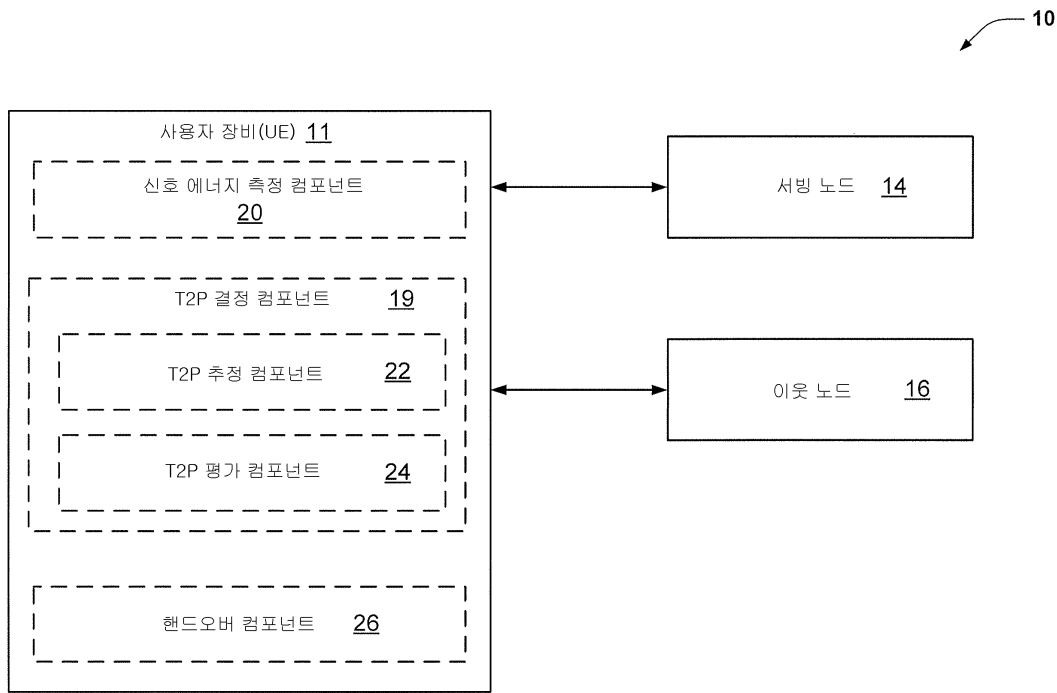 10
사용자 장비(UE) 11
신호 에너지 측정 컴포넌트
20
T2P 결정 컴포넌트 19
T2P 추정 컴포넌트 22
T2P 평가 컴포넌트 24
핸드오버 컴포넌트 26
서빙 노드 14
이웃 노드 16